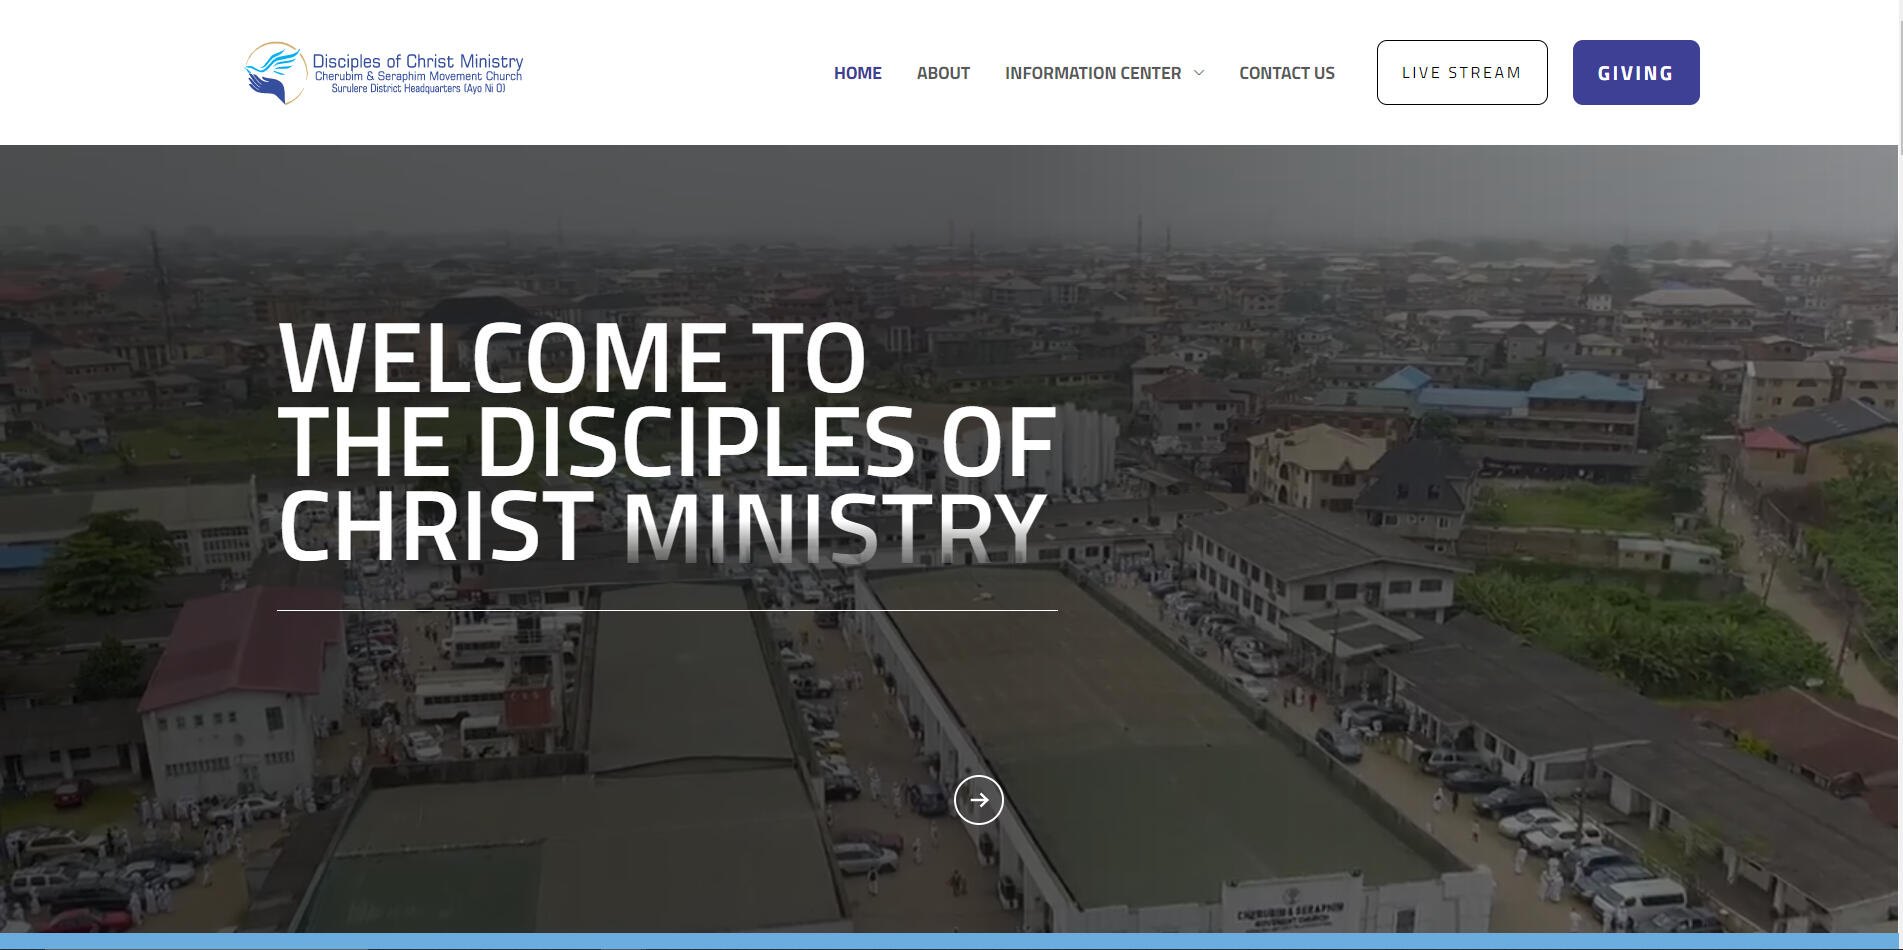 Disciples of Christ Ministry
Cherubim & Seraphim Movement Church
Surulere District Headquarters (Ayo Ni O)
HOME
ABOUT
INFORMATION CENTER
CONTACT US
LIVE STREAM
GIVING
WELCOME TO
THE DISCIPLES OF
CHRIST MINISTRY
CHERUBIM & SERAPHIM
MOVEMENT CHURCH